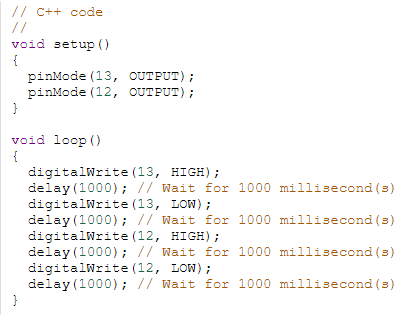 // C++ code
//
void setup()
{
  pinMode(13, OUTPUT);
  pinMode(12, OUTPUT);
}

void loop()
{
  digitalWrite(13, HIGH);
  delay(1000); // Wait for 1000 millisecond(s)
  digitalWrite(13, LOW);
  delay(1000); // Wait for 1000 millisecond(s)
  digitalWrite(12, HIGH);
  delay(1000); // Wait for 1000 millisecond(s)
  digitalWrite(12, LOW);
  delay(1000); // Wait for 1000 millisecond(s)
}